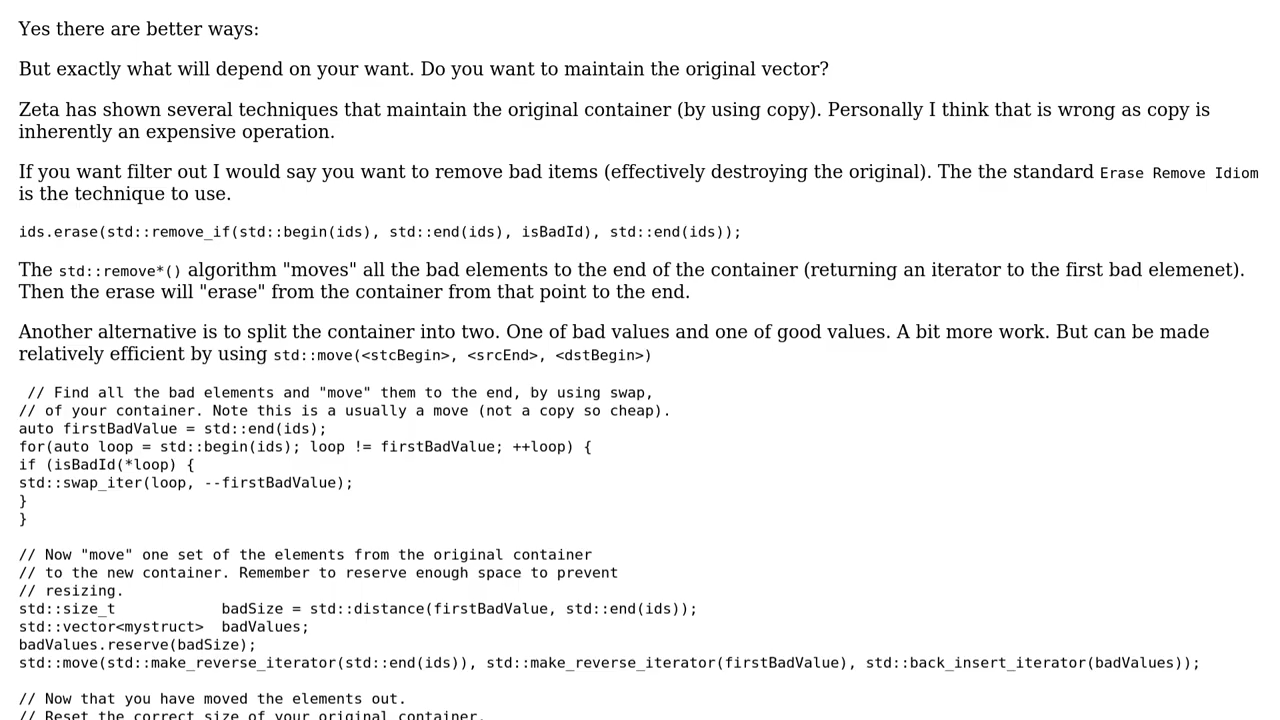 Yes there are better ways:
But exactly what will depend on your want. Do you want to maintain the original vector?
Zeta has shown several techniques that maintain the original container (by using copy). Personally I think that is wrong as copy is
inherently an expensive operation.
If you want filter out I would say you want to remove bad items (effectively destroying the original). The the standard Erase Remove Idiom
is the technique to use.
ids.erase(std::remove_if(std::begin(ids), std::end(ids), isBadId), std::end(ids));
The std::remove*() algorithm "moves" all the bad elements to the end of the container (returning an iterator to the first bad elemenet).
Then the erase will "erase" from the container from that point to the end.
Another alternative is to split the container into two. One of bad values and one of good values. A bit more work. But can be made
relatively efficient by using std::move(<stcBegin>, <srcEnd>, <dstBegin>)
// Find all the bad elements and "move" them to the end, by using swap,
// of your container. Note this is a usually a move (not a copy so cheap).
auto firstBadValue = std::end(ids);
for(auto loop = std::begin(ids); loop != firstBadValue; ++loop) {
if (isBadId(*loop) {
std::swap_iter(loop, --firstBadValue);
}
}
// Now "move" one set of the elements from the original container
// to the new container. Remember to reserve enough space to prevent
// resizing.
std::size_t            badSize = std::distance(firstBadValue, std::end(ids));
std::vector<mystruct>  badValues;
badValues.reserve(badSize);
std::move(std::make_reverse_iterator(std::end(ids)), std::make_reverse_iterator(firstBadValue), std::back_insert_iterator(badValues));
// Now that you have moved the elements out.
// Reset the correct size of your original container.